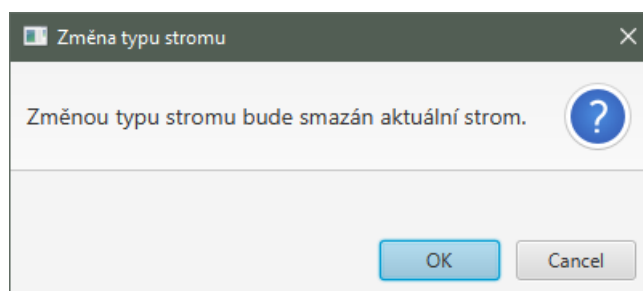 Změna typu stromu
Změnou typu stromu bude smazán aktuální strom.
?
OK
Cancel